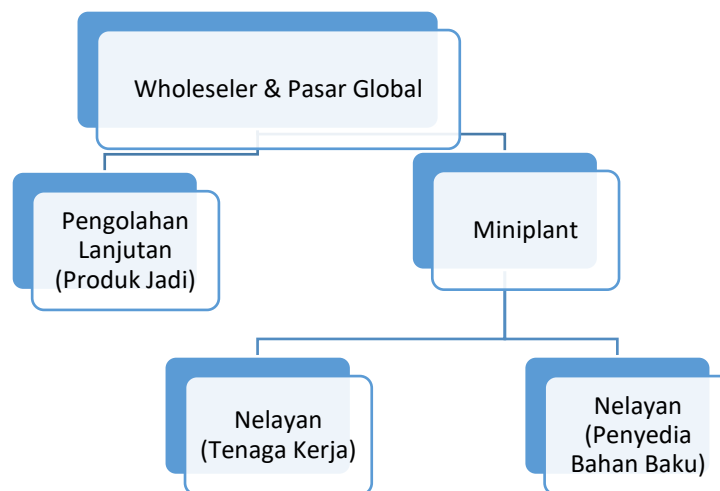 Wholeseler & Pasar Global
Pengolahan
Lanjutan
(Produk Jadi)
Miniplant
Nelayan
(Tenaga Kerja)
Nelayan
(Penyedia
Bahan Baku)